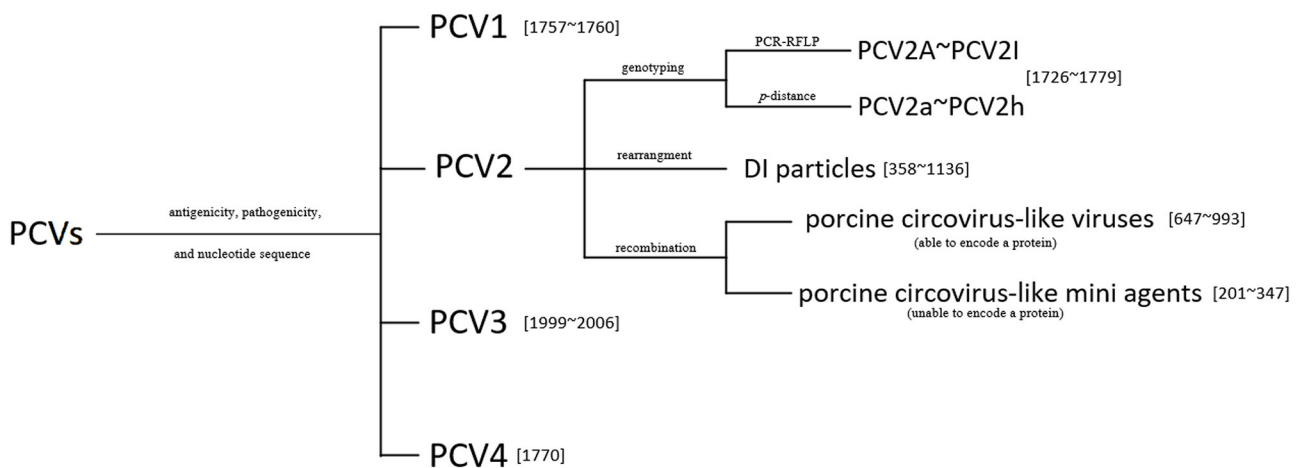 PCV1 [1757~1760]
PCR-RFLP
PCV2A~PCV2I
genotyping
[1726~1779]
p-distance
PCV2a~PCV2h
rearrangment
PCV2
DI particles [358~1136]
antigenicity, pathogenicity,
PCVs
and nucleotide sequence
porcine circovirus-like viruses [647~993]
(able to encode a protein)
recombination
porcine circovirus-like mini agents [201~347]
(unable to encode a protein)
PCV3 [1999~2006]
PCV4 [1770]